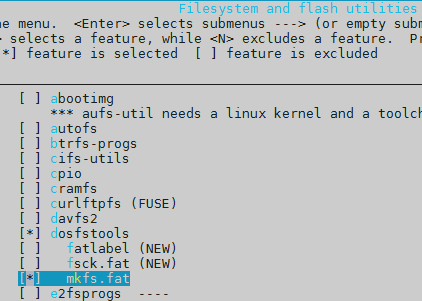 Filesystem and flash utilities
ne menu. <Enter> selects submenus ---> (or empty subm
> selects a feature, while <N> excludes a feature. Pr
*] feature is selected [ ] feature is excluded
[ ] abootimg
*** aufs-util needs a linux kernel and a toolch
[ ] autofs
[ ] btrfs-progs
[ ] cifs-utils
[ ] cpio
[ ] cramfs
[ ] curlftpfs (FUSE)
[ ] davfs2
[*] dosfstools
[ ] fatlabel (NEW)
[ ] fsck.fat (NEW)
[*] mkfs.fat
[ ] e2fsprogs ----